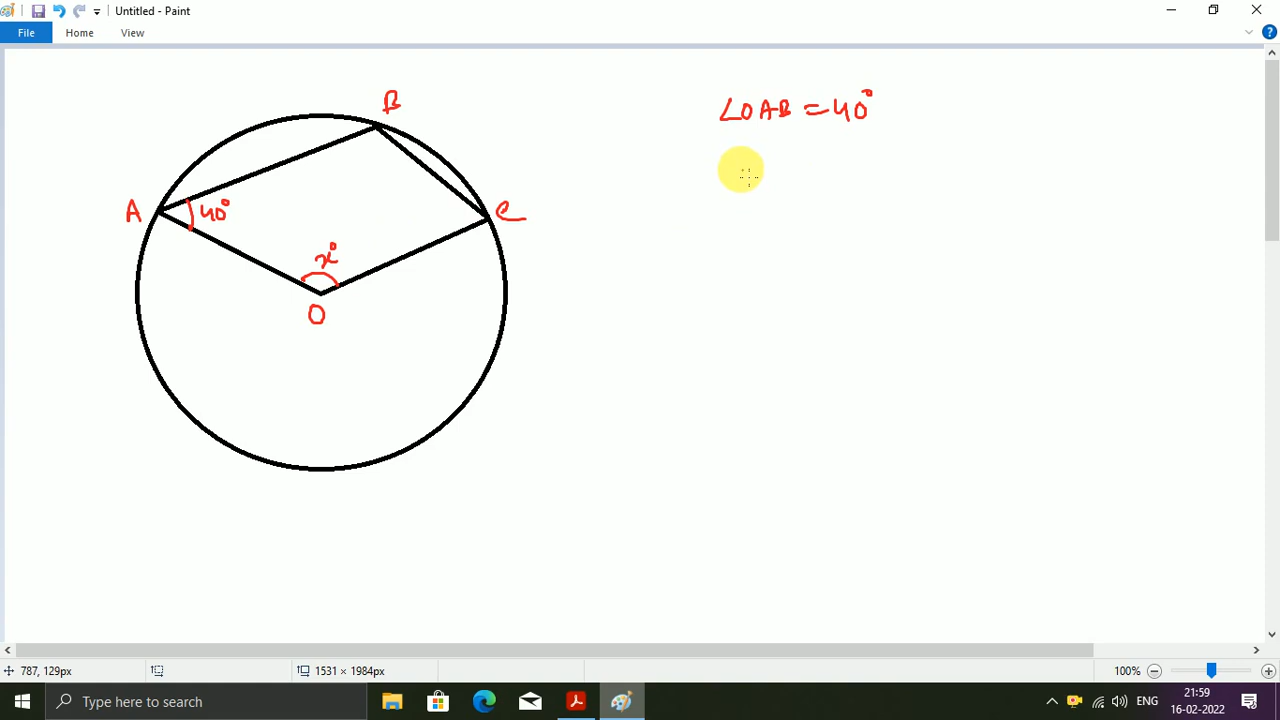 Untitled - Paint
File Home View
∠OAB = 40°
B
A
40°
C
x°
O
787, 129px
1531 × 1984px
100%
Type here to search
ENG
21:59
16-02-2022